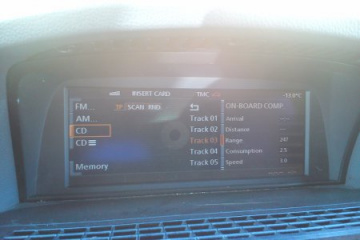 INSERT CARD TMC
FM
SCAN RND
ON BOARD COMP.
AM
Track 01
Arrival
CD
Track 02
Distance
CD
Track 03
Range
Track 04
Consumption
Memory
Track 05
Speed